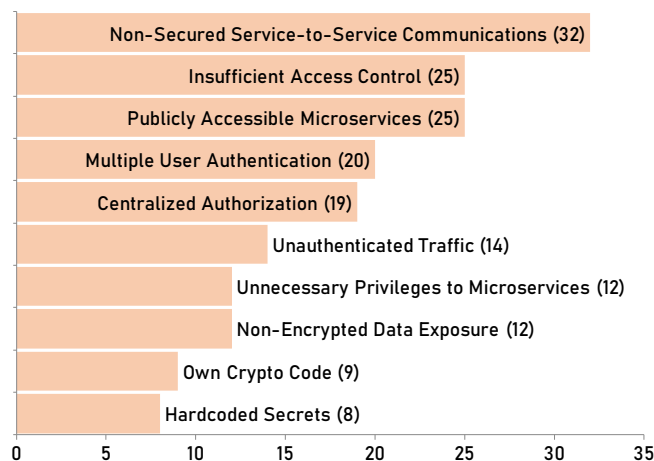 Non-Secured Service-to-Service Communications (32)
Insufficient Access Control (25)
Publicly Accessible Microservices (25)
Multiple User Authentication (20)
Centralized Authorization (19)
Unauthenticated Traffic (14)
Unnecessary Privileges to Microservices (12)
Non-Encrypted Data Exposure (12)
Own Crypto Code (9)
Hardcoded Secrets (8)
0 5 10 15 20 25 30 35